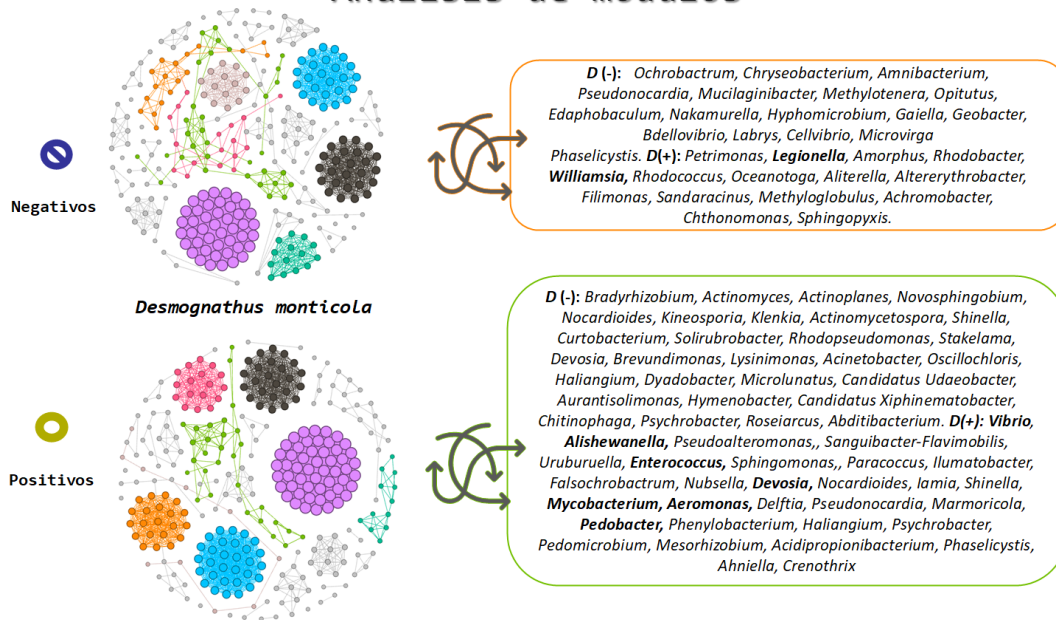 Análisis de módulos
D (-): Ochrobactrum, Chryseobacterium, Amnibacterium,
Pseudonocardia, Mucilaginibacter, Methylotenera, Opitutus,
Edaphobaculum, Nakamurella, Hyphomicrobium, Gaiella, Geobacter,
Bdellovibrio, Labrys, Cellvibrio, Microvirga
Phaselicystis. D(+): Petrimonas, Legionella, Amorphus, Rhodobacter,
Williamsia, Rhodococcus, Oceanotoga, Aliterella, Altererythrobacter,
Filimonas, Sandaracinus, Methyloglobulus, Achromobacter,
Chthonomonas, Sphingopyxis.
Negativos
Desmognathus monticola
D (-): Bradyrhizobium, Actinomyces, Actinoplanes, Novosphingobium,
Nocardioides, Kineosporia, Klenkia, Actinomycetospora, Shinella,
Curtobacterium, Solirubrobacter, Rhodopseudomonas, Stakelama,
Devosia, Brevundimonas, Lysinimonas, Acinetobacter, Oscillochloris,
Haliangium, Dyadobacter, Microlunatus, Candidatus Udaeobacter,
Aurantisolimonas, Hymenobacter, Candidatus Xiphinematobacter,
Chitinophaga, Psychrobacter, Roseiarcus, Abditibacterium. D(+): Vibrio,
Alishewanella, Pseudoalteromonas,, Sanguibacter-Flavimobilis,
Uruburuella, Enterococcus, Sphingomonas,, Paracocus, Ilumatobacter,
Falsochrobactrum, Nubsella, Devosia, Nocardioides, Iamia, Shinella,
Mycobacterium, Aeromonas, Delftia, Pseudonocardia, Marmoricola,
Pedobacter, Phenylobacterium, Haliangium, Psychrobacter,
Pedomicrobium, Mesorhizobium, Acidipropionibacterium, Phaselicystis,
Ahniella, Crenothrix
Positivos